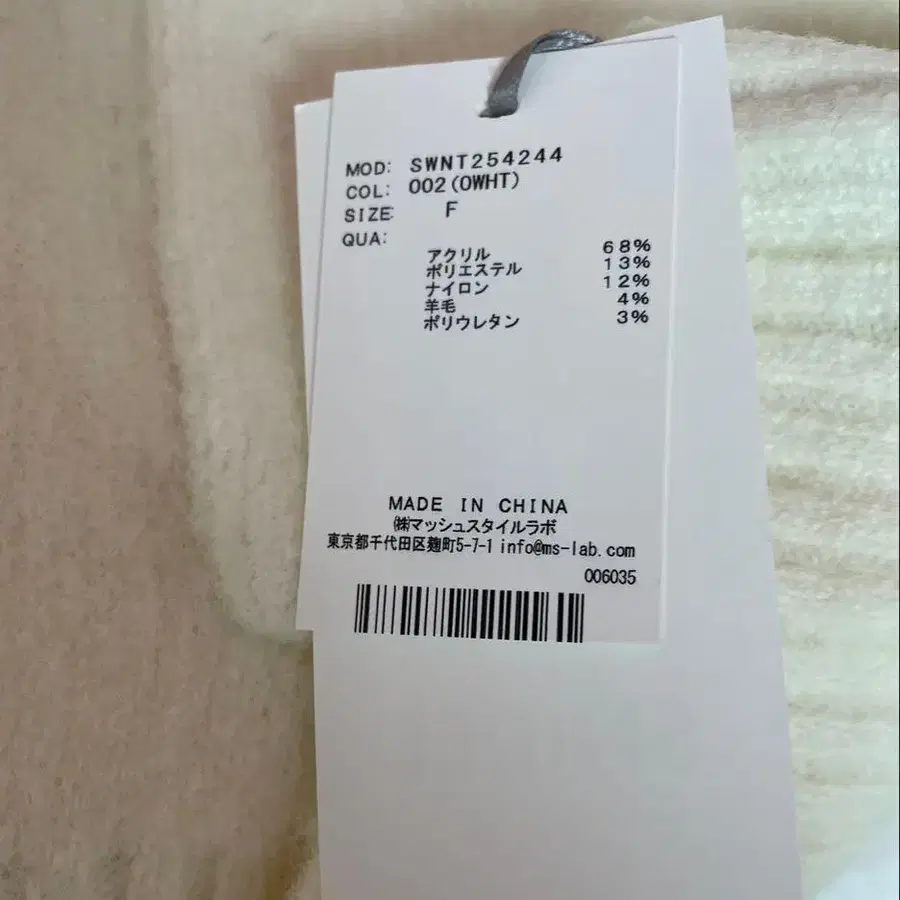 MOD: SWNT254244
COL: 002(OWHT)
SIZE: F
QUA:
アクリル 68%
ポリエステル 13%
ナイロン 12%
羊毛 4%
ポリウレタン 3%
MADE IN CHINA
㈱マッシュスタイルラボ
東京都千代田区麹町5-7-1 info@ms-lab.com
006035